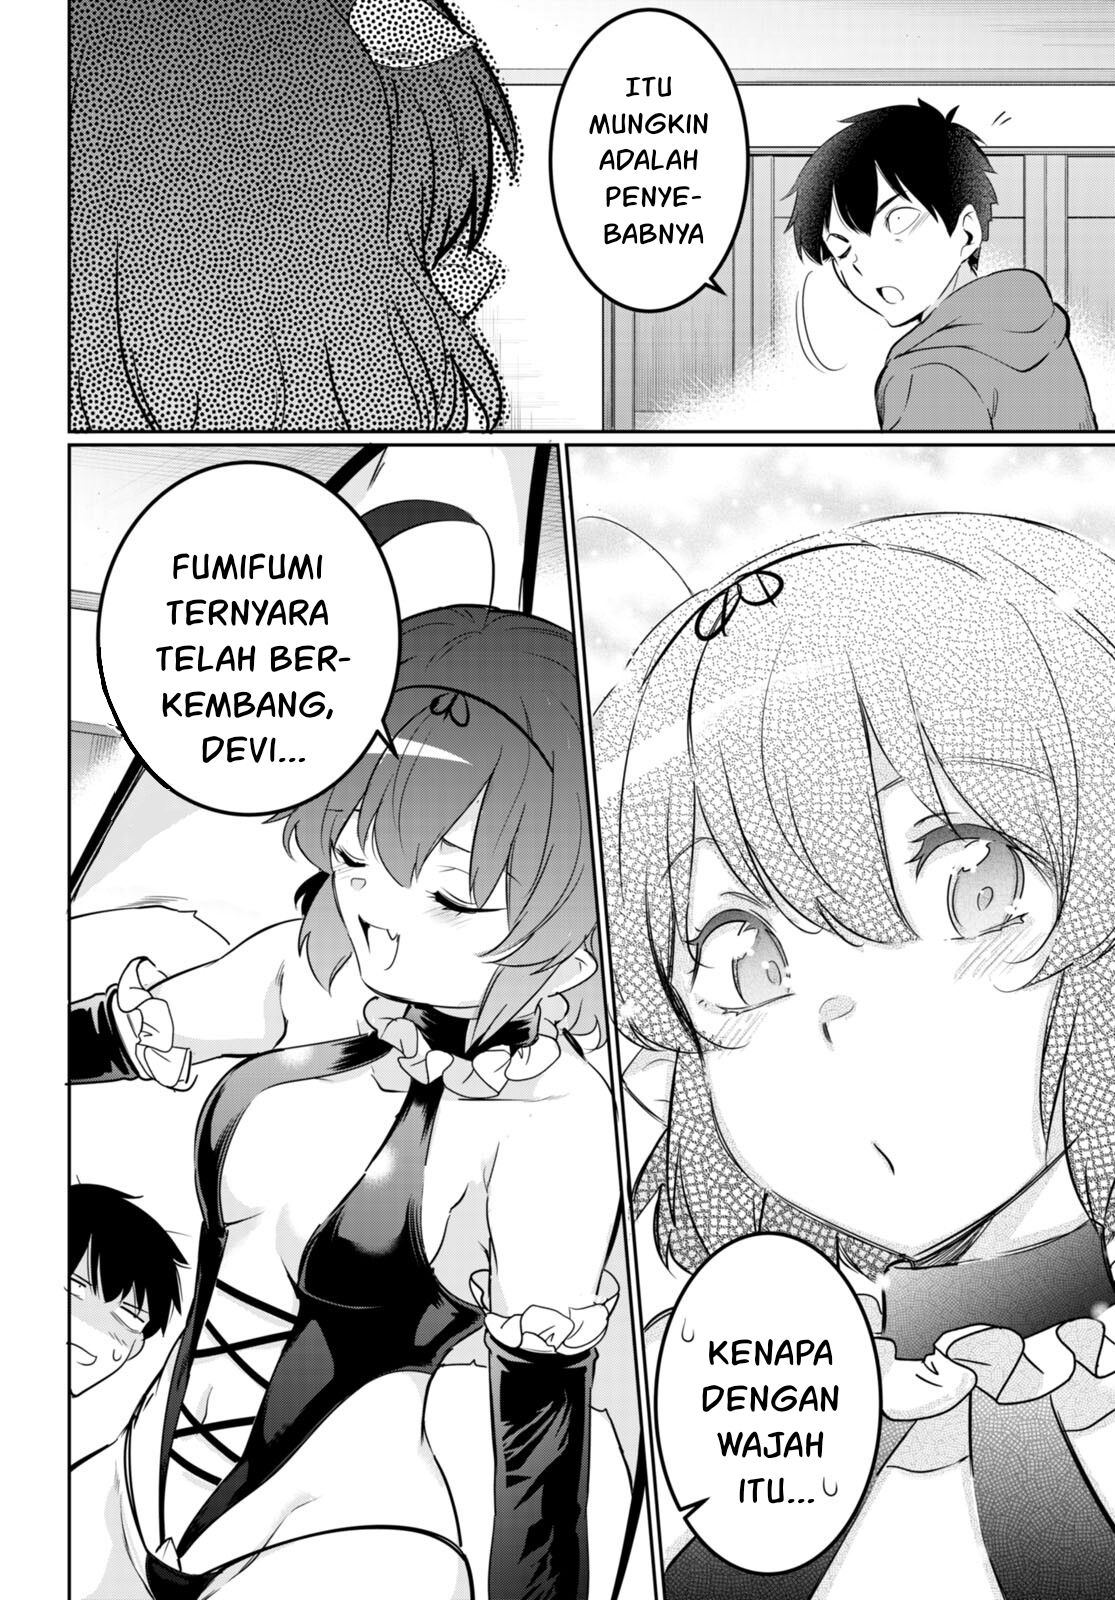 ITU
MUNGKIN
ADALAH
PENYE-
BABNYA
KENAPA
DENGAN
WAJAH
ITU...
FUMIFUMI
TERNYARA
TELAH BER-
KEMBANG,
DEVI...